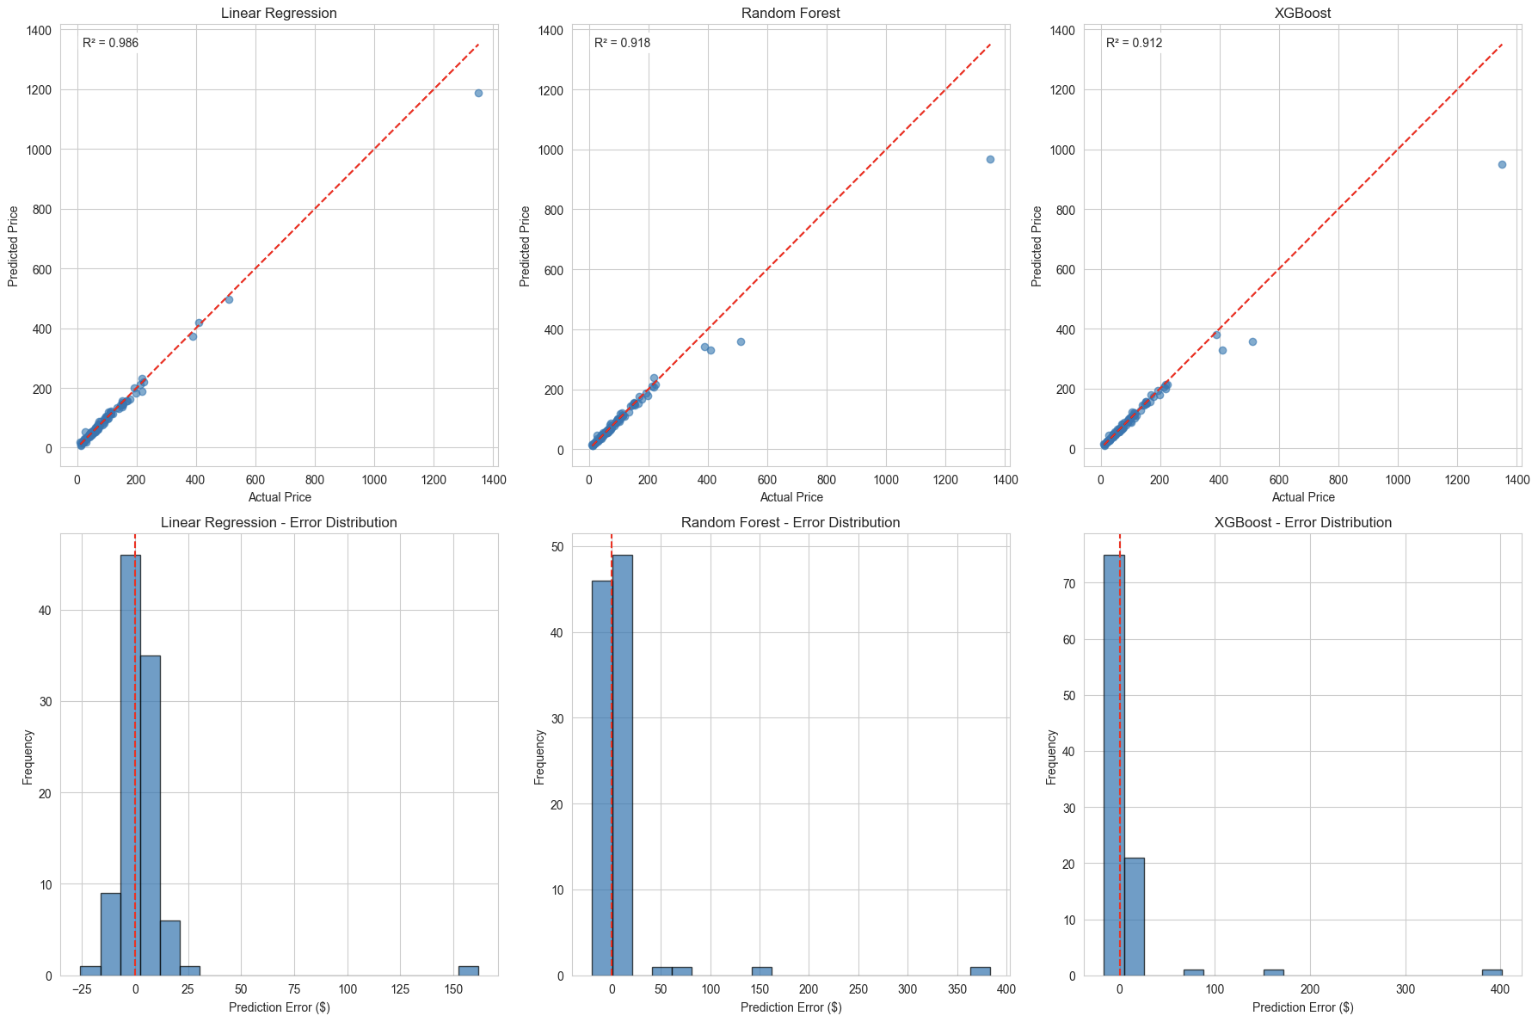 Linear Regression
Random Forest
XGBoost
R² = 0.986
R² = 0.918
R² = 0.912
Predicted Price
1400
1200
1000
800
600
400
200
0
0 200 400 600 800 1000 1200 1400
Actual Price
Predicted Price
1400
1200
1000
800
600
400
200
0
0 200 400 600 800 1000 1200 1400
Actual Price
Predicted Price
1400
1200
1000
800
600
400
200
0
0 200 400 600 800 1000 1200 1400
Actual Price
Linear Regression - Error Distribution
Frequency
40
30
20
10
0
−25 0 25 50 75 100 125 150
Prediction Error ($)
Random Forest - Error Distribution
Frequency
50
40
30
20
10
0
0 50 100 150 200 250 300 350 400
Prediction Error ($)
XGBoost - Error Distribution
Frequency
70
60
50
40
30
20
10
0
0 100 200 300 400
Prediction Error ($)